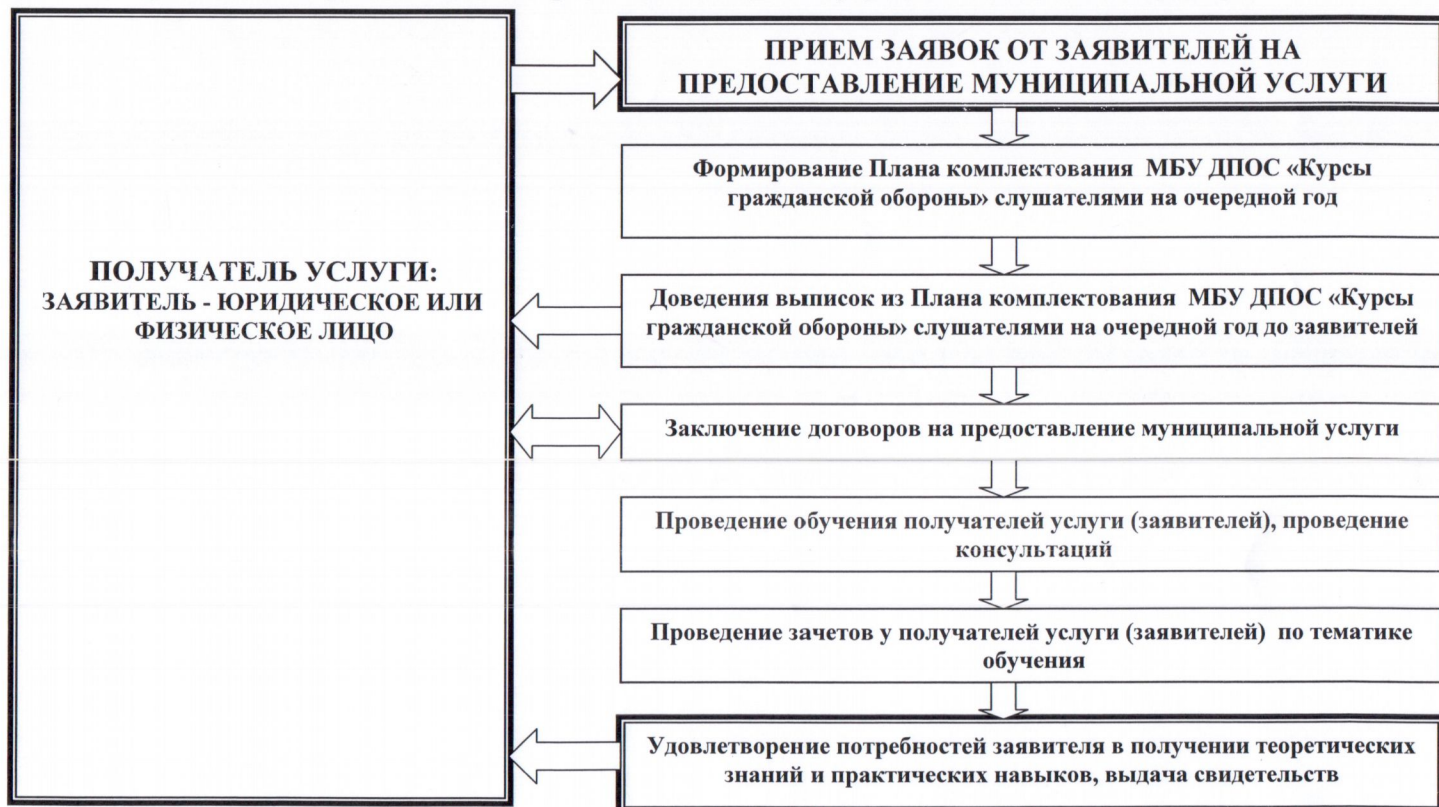 ПОЛУЧАТЕЛЬ УСЛУГИ:
ЗАЯВИТЕЛЬ - ЮРИДИЧЕСКОЕ ИЛИ
ФИЗИЧЕСКОЕ ЛИЦО
ПРИЕМ ЗАЯВОК ОТ ЗАЯВИТЕЛЕЙ НА
ПРЕДОСТАВЛЕНИЕ МУНИЦИПАЛЬНОЙ УСЛУГИ
Формирование Плана комплектования МБУ ДПОС «Курсы
гражданской обороны» слушателями на очередной год
Доведения выписок из Плана комплектования МБУ ДПОС «Курсы
гражданской обороны» слушателями на очередной год до заявителей
Заключение договоров на предоставление муниципальной услуги
Проведение обучения получателей услуги (заявителей), проведение
консультаций
Проведение зачетов у получателей услуги (заявителей) по тематике
обучения
Удовлетворение потребностей заявителя в получении теоретических
знаний и практических навыков, выдача свидетельств